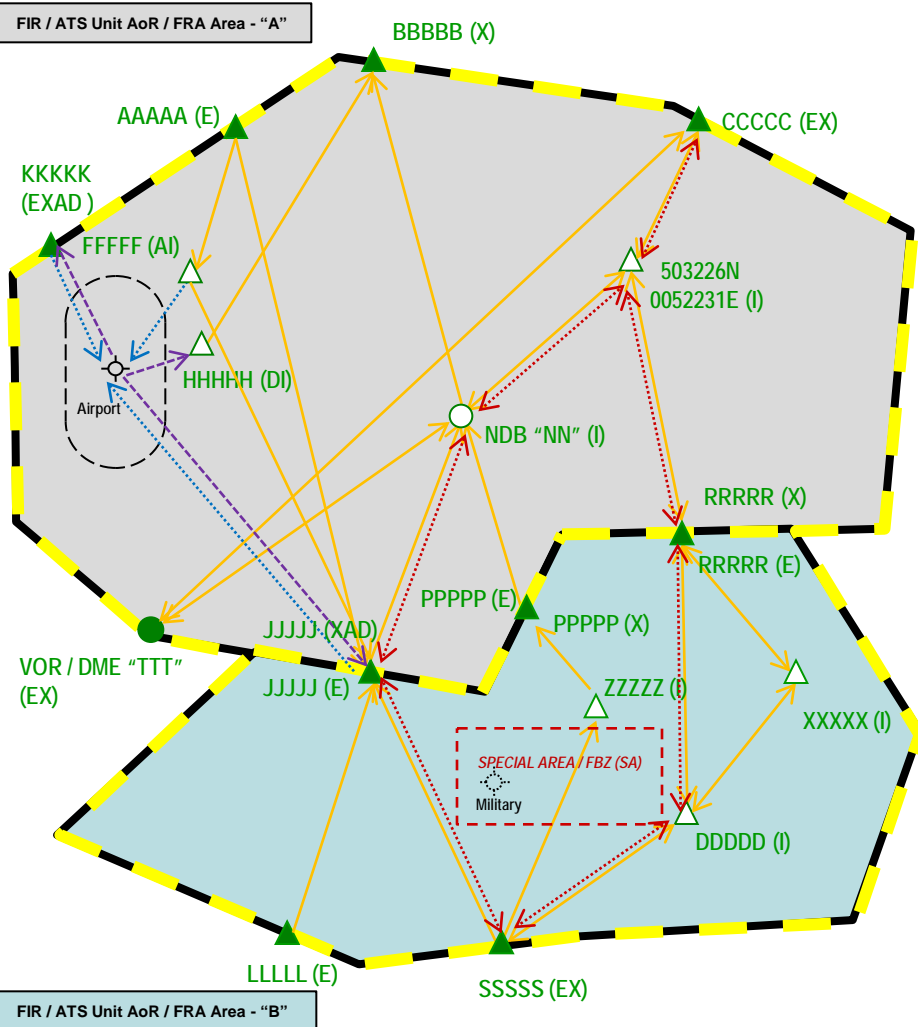 FIR / ATS Unit AoR / FRA Area - “A”
BBBBB (X)
AAAAA (E)
CCCCC (EX)
KKKKK
(EXAD )
FFFFF (AI)
503226N
0052231E (I)
HHHHH (DI)
Airport
NDB “NN” (I)
RRRRR (X)
RRRRR (E)
PPPPP (E)
PPPPP (X)
JJJJJ (XAD)
VOR / DME “TTT”
(EX)
JJJJJ (E)
ZZZZZ (I)
XXXXX (I)
SPECIAL AREA / FBZ (SA)
Military
DDDDD (I)
LLLLL (E)
SSSSS (EX)
FIR / ATS Unit AoR / FRA Area - “B”